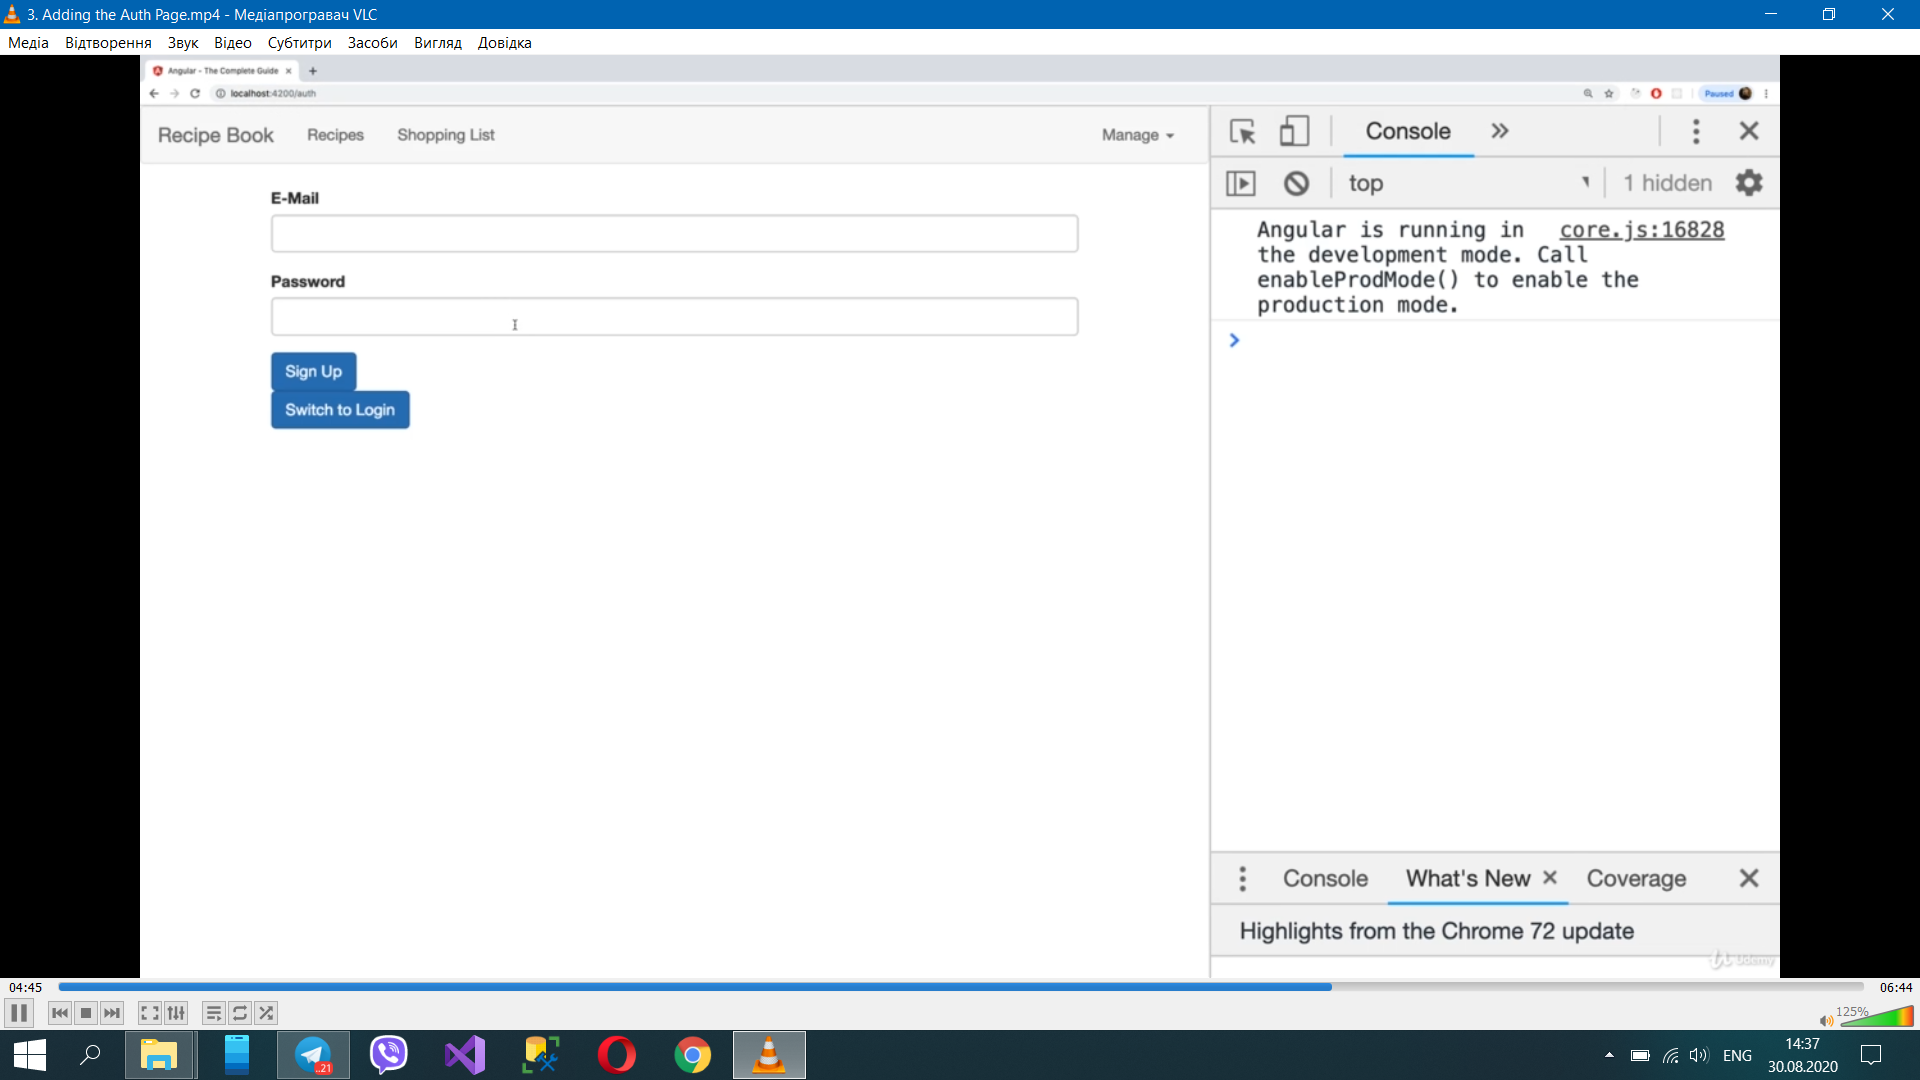 3. Adding the Auth Page.mp4 - Медіапрогравач VLC
Медіа Відтворення Звук Відео Субтитри Засоби Вигляд Довідка
Angular - The Complete Guide
localhost:4200/auth
Paused
Recipe Book Recipes Shopping List Manage
E-Mail
Password
Sign Up
Switch to Login
Console
top 1 hidden
Angular is running in core.js:16828
the development mode. Call
enableProdMode() to enable the
production mode.
Console What's New Coverage
Highlights from the Chrome 72 update
Udemy
04:45 06:44
125%
..21
ENG
14:37
30.08.2020